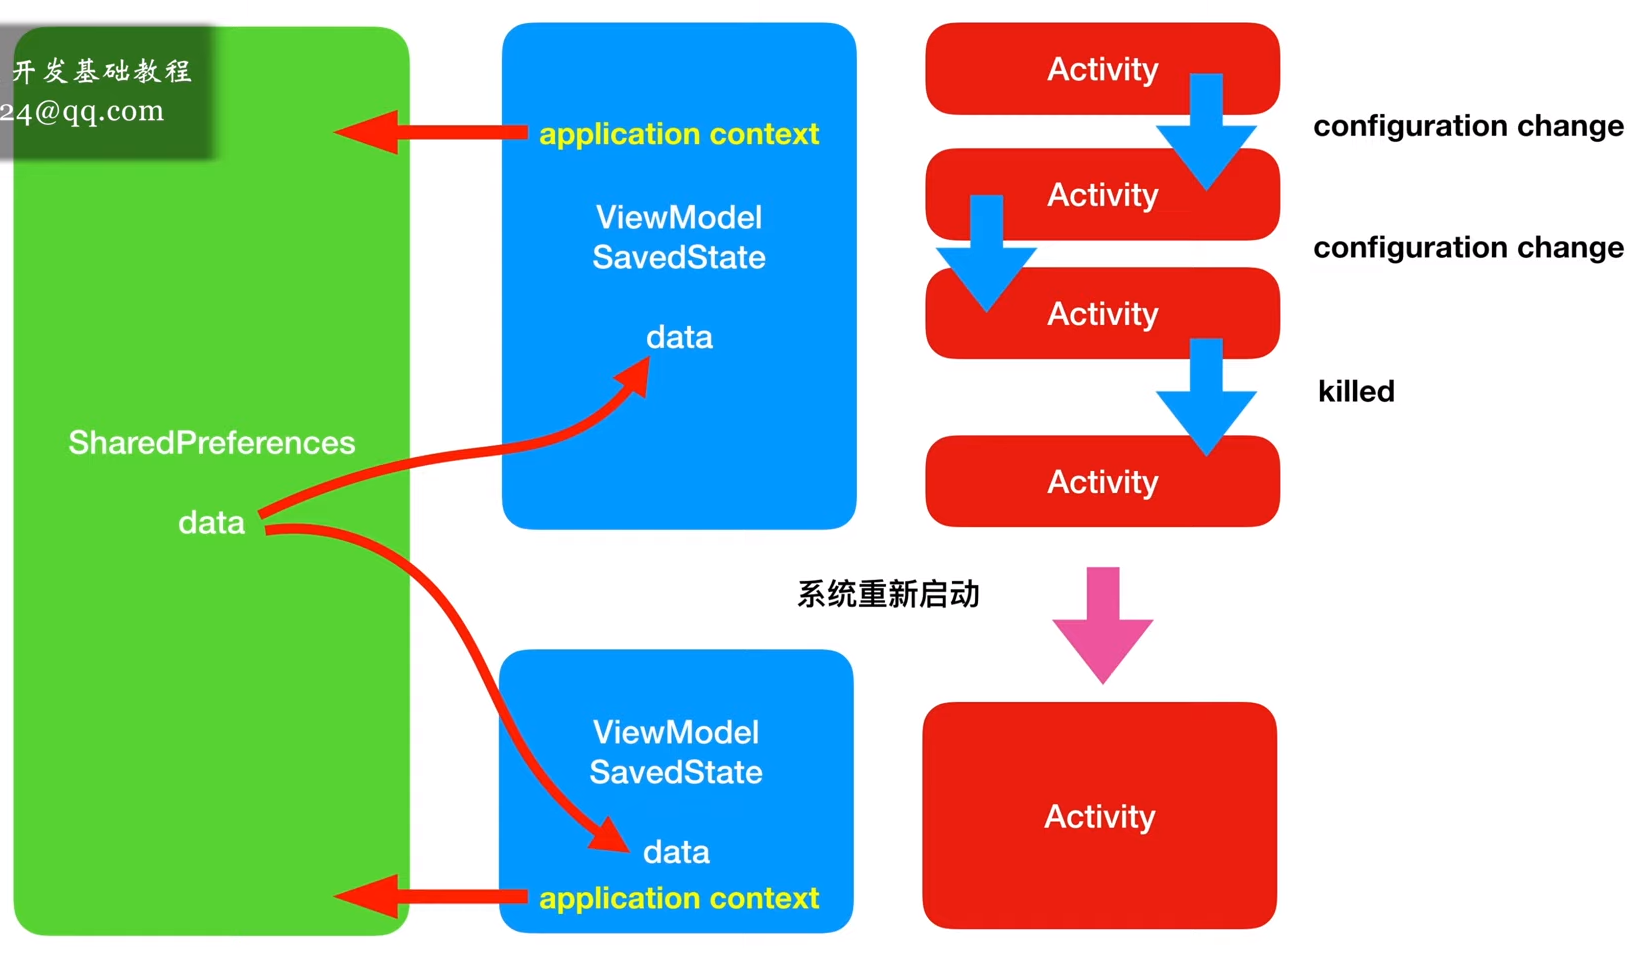 开发基础教程
24@qq.com
SharedPreferences
data
application context
ViewModel
SavedState
data
Activity
configuration change
Activity
configuration change
Activity
killed
Activity
系统重新启动
ViewModel
SavedState
data
application context
Activity